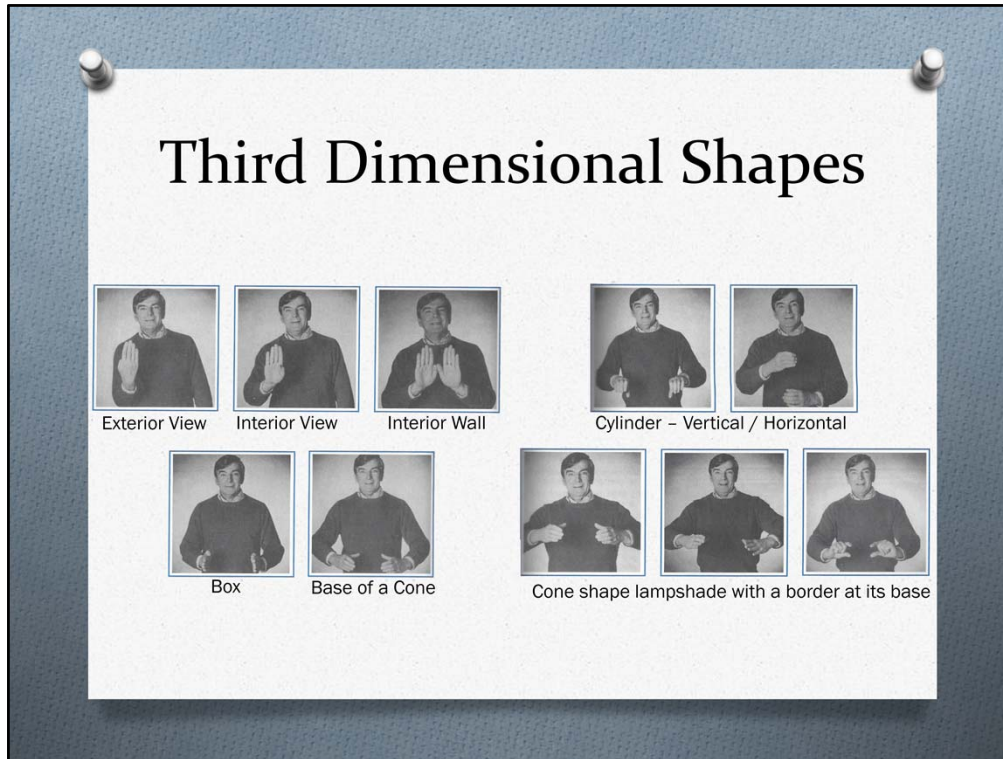 Third Dimensional Shapes
Exterior View
Interior View
Interior Wall
Cylinder – Vertical / Horizontal
Box
Base of a Cone
Cone shape lampshade with a border at its base